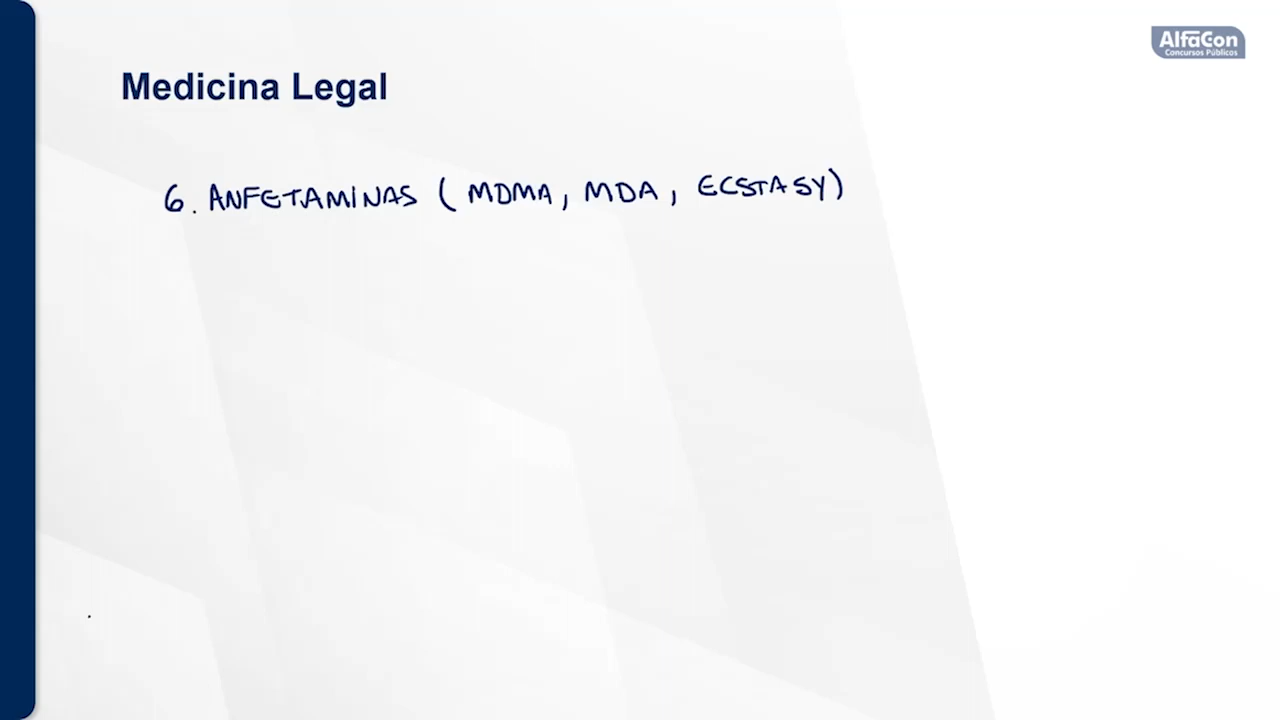 AlfaCon
Concursos Públicos
Medicina Legal
6. ANFETAMINAS (MDMA, MDA, ECSTASY)